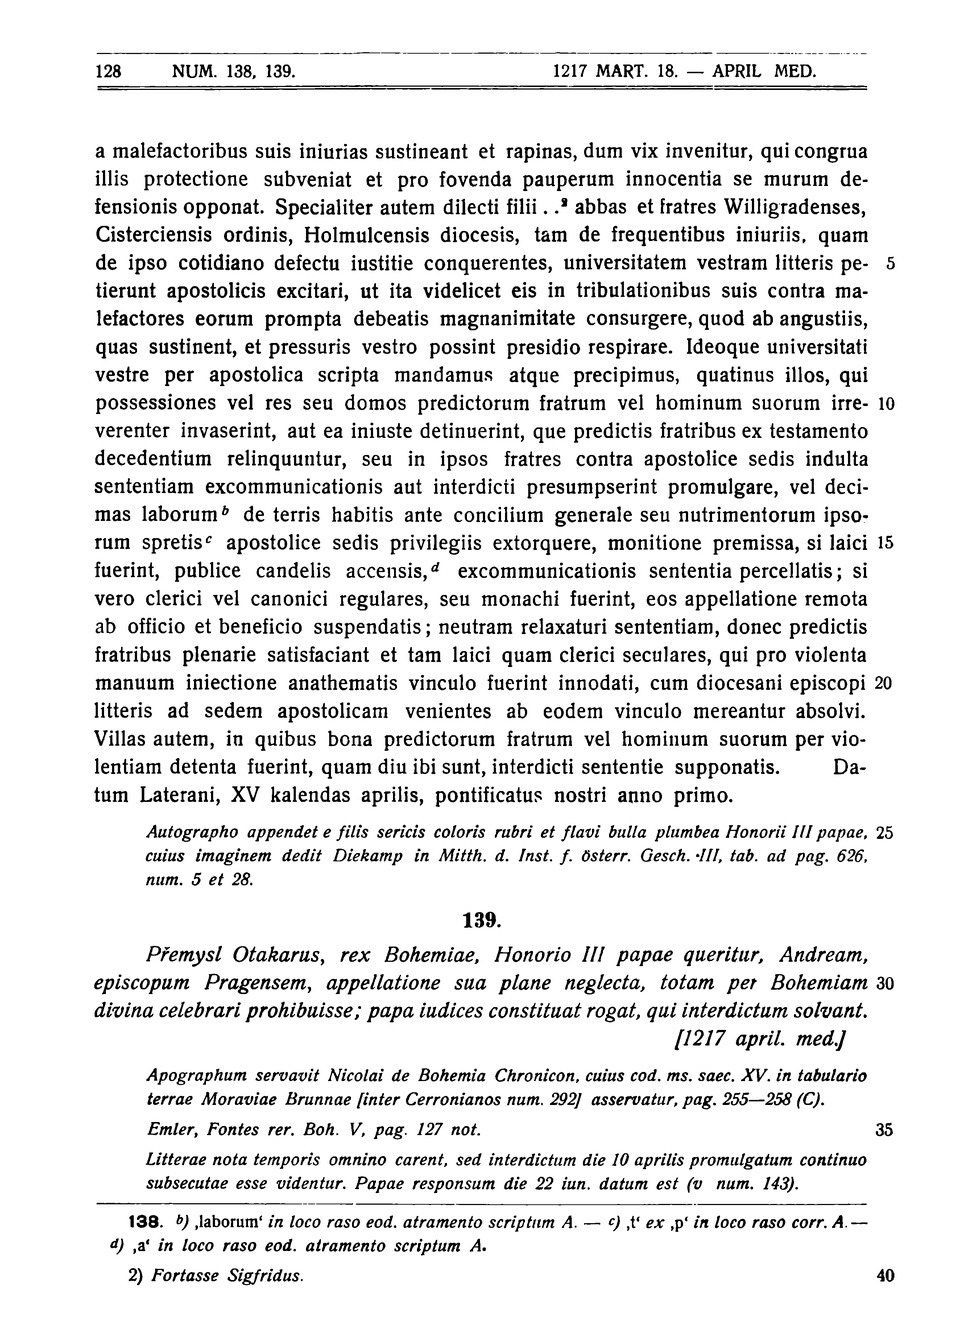 128 NUM. 138, 139. 1217 MART. 18. — APRIL MED.
a malefactoribus suis iniurias sustineant et rapinas, dum vix invenitur, qui congrua
illis protectione subveniat et pro fovenda pauperum innocentia se murum de-
fensionis opponat. Specialiter autem dilecti filii . .² abbas et fratres Willigradenses,
Cisterciensis ordinis, Holmulcensis diocesis, tam de frequentibus iniuriis, quam
de ipso cotidiano defectu iustitie conquerentes, universitatem vestram litteris pe- 5
tierunt apostolicis excitari, ut ita videlicet eis in tribulationibus suis contra ma-
lefactores eorum prompta debeatis magnanimitate consurgere, quod ab angustiis,
quas sustinent, et pressuris vestro possint presidio respirare. Ideoque universitati
vestre per apostolica scripta mandamus atque precipimus, quatinus illos, qui
possessiones vel res seu domos predictorum fratrum vel hominum suorum irre- 10
verenter invaserint, aut ea iniuste detinuerint, que predictis fratribus ex testamento
decedentium relinquuntur, seu in ipsos fratres contra apostolice sedis indulta
sententiam excommunicationis aut interdicti presumpserint promulgare, vel deci-
mas laborum ᵇ de terris habitis ante concilium generale seu nutrimentorum ipso-
rum spretis ᶜ apostolice sedis privilegiis extorquere, monitione premissa, si laici 15
fuerint, publice candelis accensis, ᵈ excommunicationis sententia percellatis; si
vero clerici vel canonici regulares, seu monachi fuerint, eos appellatione remota
ab officio et beneficio suspendatis; neutram relaxaturi sententiam, donec predictis
fratribus plenarie satisfaciant et tam laici quam clerici seculares, qui pro violenta
manuum iniectione anathematis vinculo fuerint innodati, cum diocesani episcopi 20
litteris ad sedem apostolicam venientes ab eodem vinculo mereantur absolvi.
Villas autem, in quibus bona predictorum fratrum vel hominum suorum per vio-
lentiam detenta fuerint, quam diu ibi sunt, interdicti sententie supponatis. Da-
tum Laterani, XV kalendas aprilis, pontificatus nostri anno primo.
Autographo appendet e filis sericis coloris rubri et flavi bulla plumbea Honorii III papae, 25
cuius imaginem dedit Diekamp in Mitth. d. Inst. f. österr. Gesch. III, tab. ad pag. 626,
num. 5 et 28.
139.
Přemysl Otakarus, rex Bohemiae, Honorio III papae queritur, Andream,
episcopum Pragensem, appellatione sua plane neglecta, totam per Bohemiam 30
divina celebrari prohibuisse; papa iudices constituat rogat, qui interdictum solvant.
[1217 april. med.]
Apographum servavit Nicolai de Bohemia Chronicon, cuius cod. ms. saec. XV. in tabulario
terrae Moraviae Brunnae [inter Cerronianos num. 292] asservatur, pag. 255—258 (C).
Emler, Fontes rer. Boh. V, pag. 127 not. 35
Litterae nota temporis omnino carent, sed interdictum die 10 aprilis promulgatum continuo
subsecutae esse videntur. Papae responsum die 22 iun. datum est (v num. 143).
138. b) ‚laborum‘ in loco raso eod. atramento scriptum A. — c) ‚t‘ ex ‚p‘ in loco raso corr. A. —
d) ‚a‘ in loco raso eod. atramento scriptum A.
2) Fortasse Sigfridus. 40